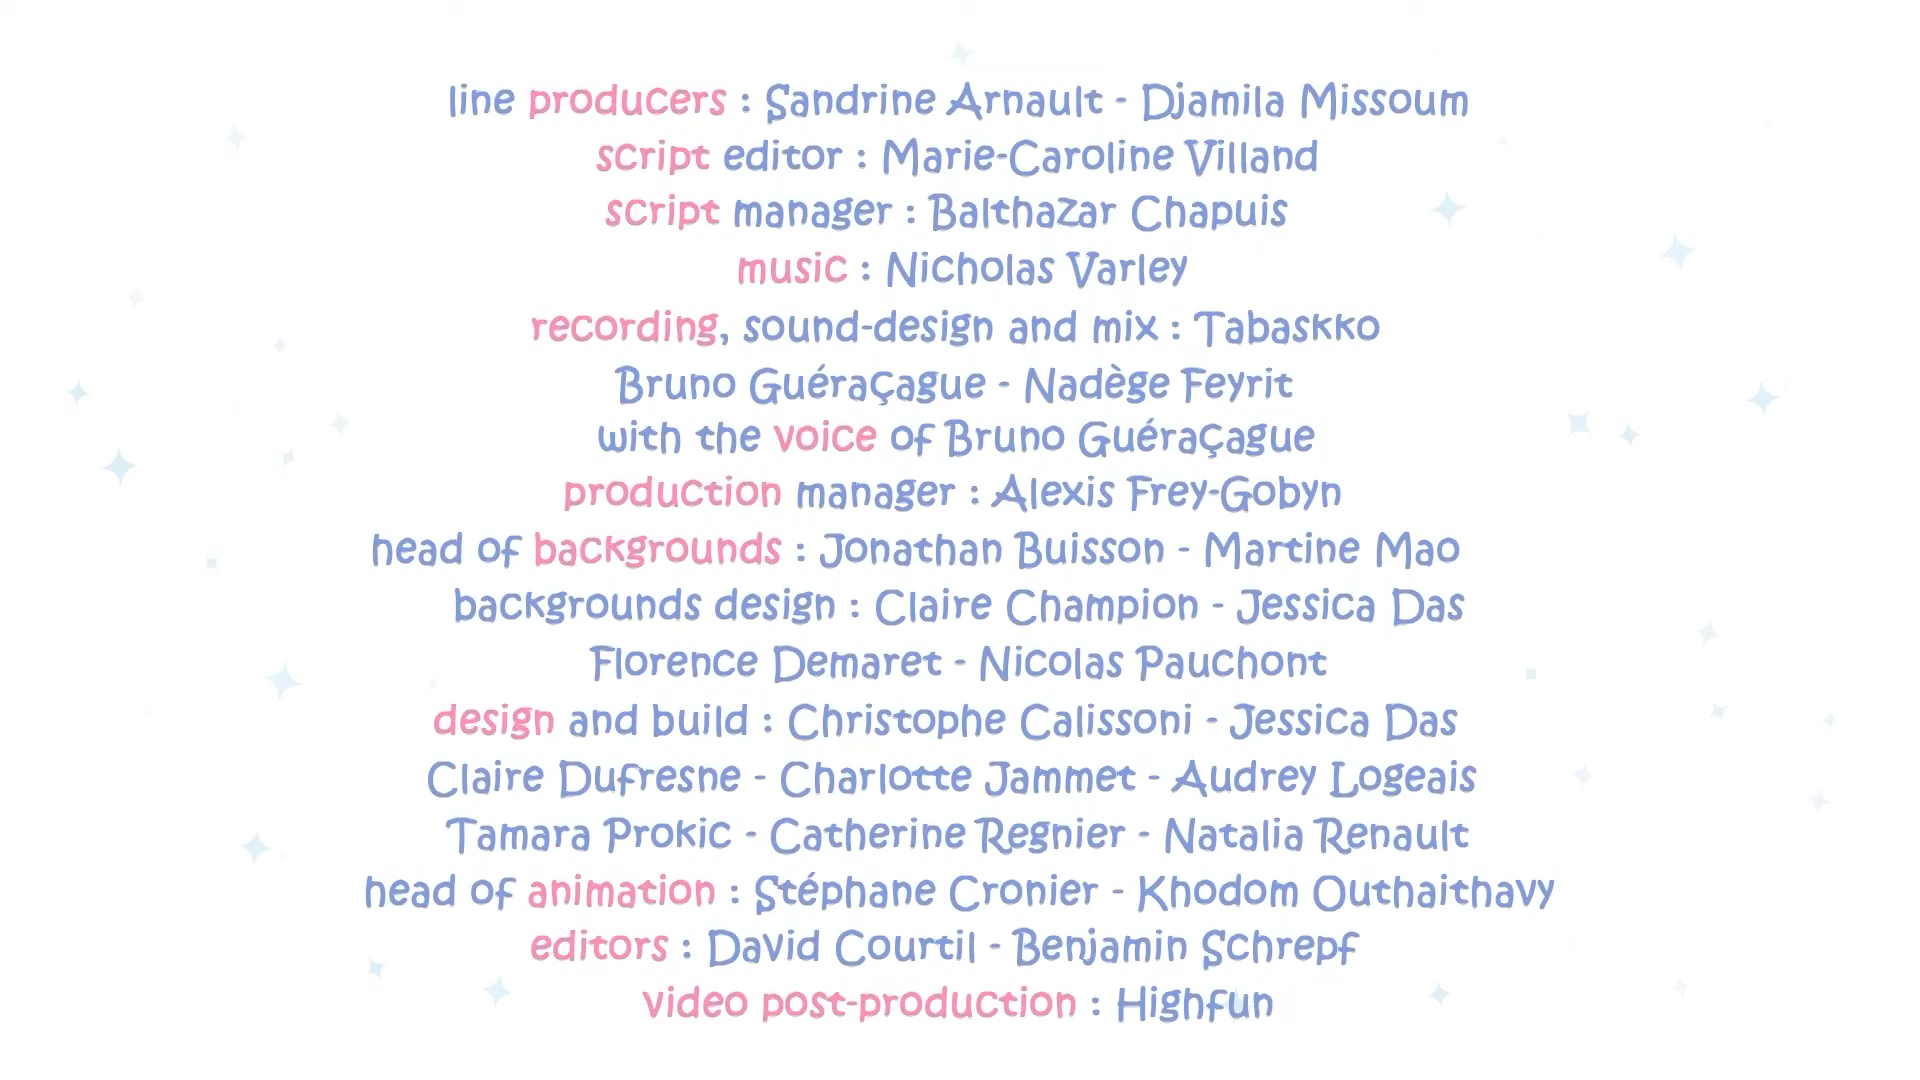 line producers : Sandrine Arnault - Djamila Missoum
script editor : Marie-Caroline Villand
script manager : Balthazar Chapuis
music : Nicholas Varley
recording, sound-design and mix : Tabaskko
Bruno Guéraçague - Nadège Feyrit
with the voice of Bruno Guéraçague
production manager : Alexis Frey-Gobyn
head of backgrounds : Jonathan Buisson - Martine Mao
backgrounds design : Claire Champion - Jessica Das
Florence Demaret - Nicolas Pauchont
design and build : Christophe Calissoni - Jessica Das
Claire Dufresne - Charlotte Jammet - Audrey Logeais
Tamara Prokic - Catherine Regnier - Natalia Renault
head of animation : Stéphane Cronier - Khodom Outhaithavy
editors : David Courtil - Benjamin Schrepf
video post-production : Highfun